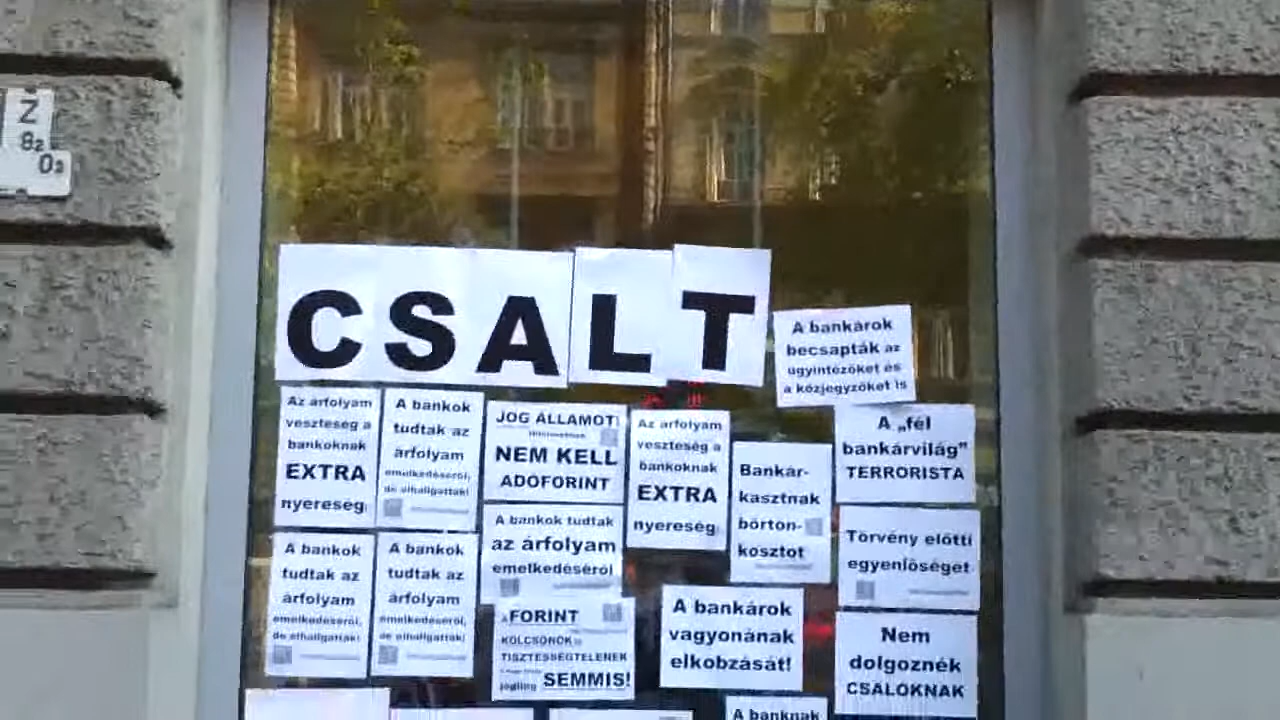 Z
82
03
CSALT
A bankárok
becsapták az
ügyintézőket és
a közjegyzőket is
Az árfolyam
veszteség a
bankoknak
EXTRA
nyereség
A bankok
tudtak az
árfolyam
emelkedéséről,
de elhallgatták!
JOG ÁLLAMOT!
NEM KELL
ADÓFORINT
Az árfolyam
veszteség a
bankoknak
EXTRA
nyereség
Bankár-
kasztnak
börtön-
kosztot
A „fél
bankárvilág”
TERRORISTA
A bankok
tudtak az
árfolyam
emelkedéséről,
de elhallgatták!
A bankok
tudtak az
árfolyam
emelkedéséről,
de elhallgatták!
A bankok tudtak
az árfolyam
emelkedéséről
Törvény előtti
egyenlőséget
A FORINT
KÖLCSÖNÖK is
TISZTESSÉGTELENEK
jogilag SEMMIS!
A bankárok
vagyonának
elkobzását!
Nem
dolgoznék
CSALÓKNAK
A banknak